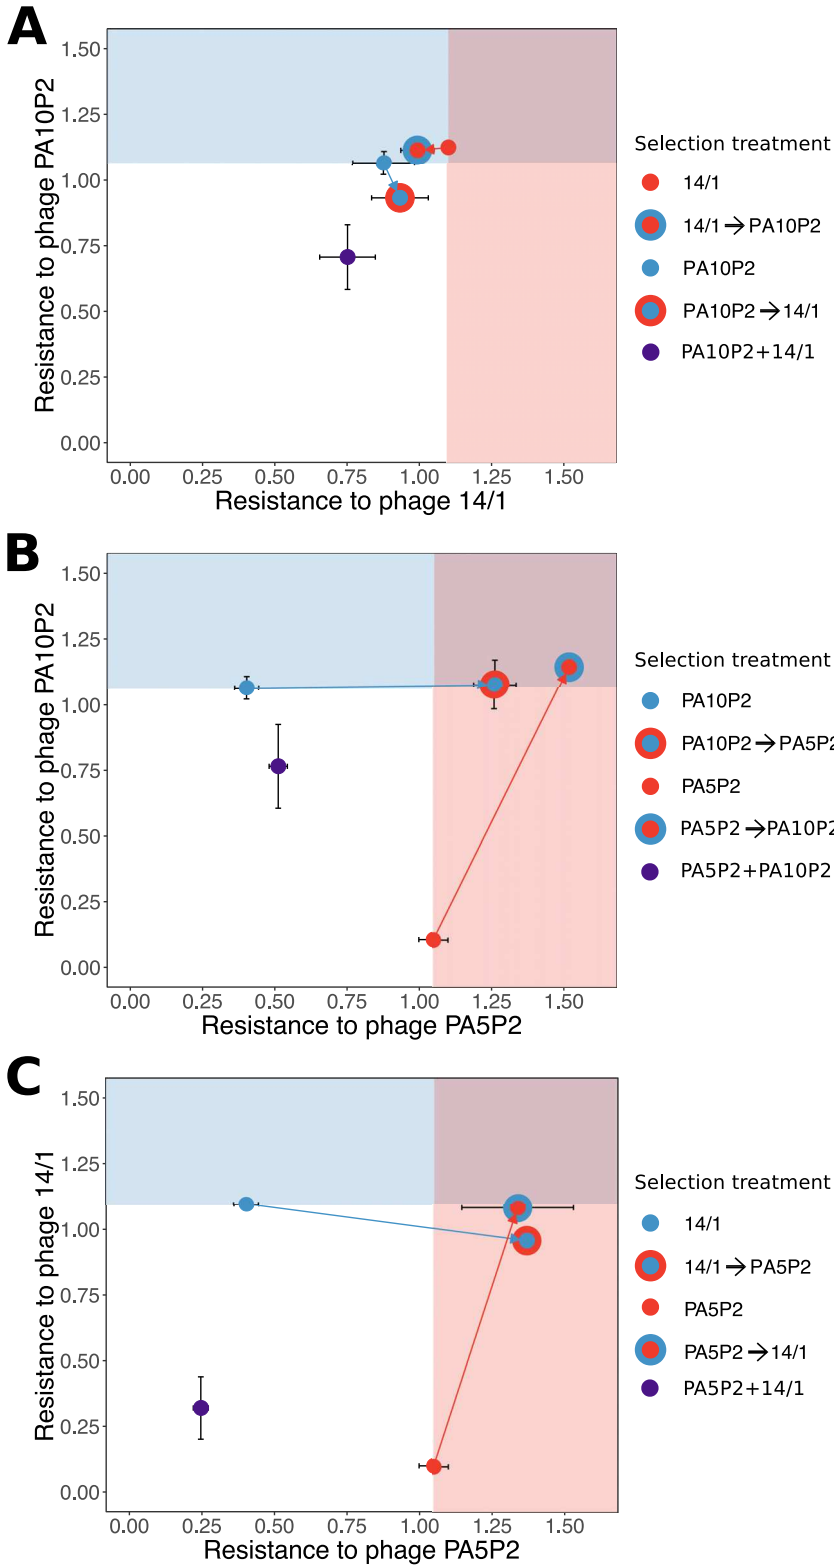 A
Resistance to phage PA10P2
1.50
1.25
1.00
0.75
0.50
0.25
0.00
0.00 0.25 0.50 0.75 1.00 1.25 1.50
Resistance to phage 14/1
Selection treatment
14/1
14/1→PA10P2
PA10P2
PA10P2→14/1
PA10P2+14/1
B
Resistance to phage PA10P2
1.50
1.25
1.00
0.75
0.50
0.25
0.00
0.00 0.25 0.50 0.75 1.00 1.25 1.50
Resistance to phage PA5P2
Selection treatment
PA10P2
PA10P2→PA5P2
PA5P2
PA5P2→PA10P2
PA5P2+PA10P2
C
Resistance to phage 14/1
1.50
1.25
1.00
0.75
0.50
0.25
0.00
0.00 0.25 0.50 0.75 1.00 1.25 1.50
Resistance to phage PA5P2
Selection treatment
14/1
14/1→PA5P2
PA5P2
PA5P2→14/1
PA5P2+14/1